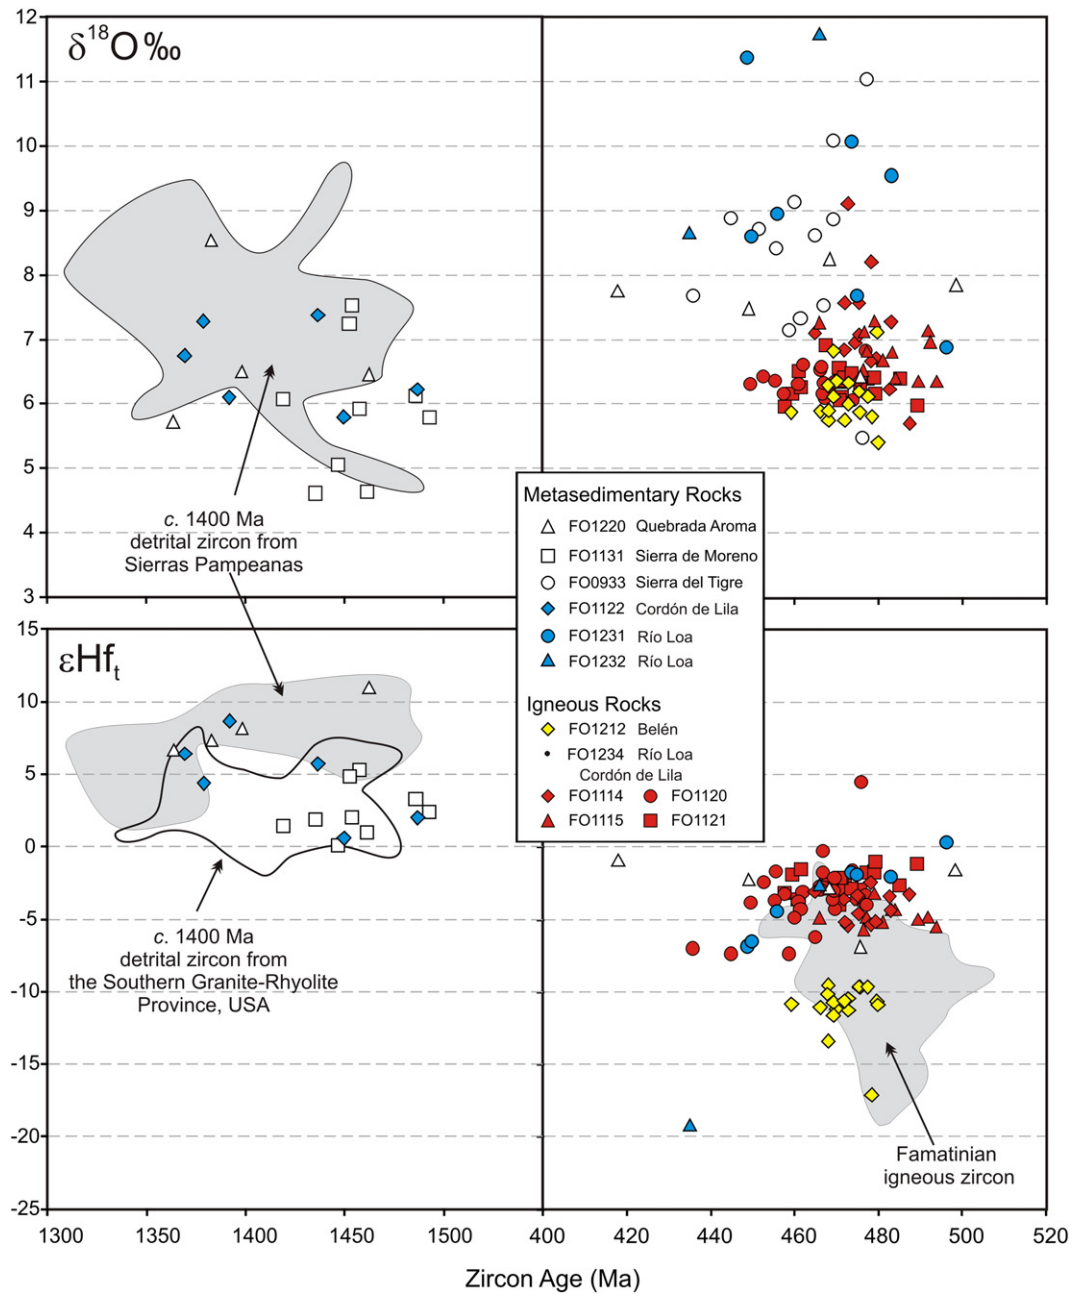 12
11
10
9
8
7
6
5
4
3
δ¹⁸O‰
c. 1400 Ma
detrital zircon from
Sierras Pampeanas
Metasedimentary Rocks
FO1220 Quebrada Aroma
FO1131 Sierra de Moreno
FO0933 Sierra del Tigre
FO1122 Cordón de Lila
FO1231 Río Loa
FO1232 Río Loa
Igneous Rocks
FO1212 Belén
FO1234 Río Loa
Cordón de Lila
FO1114 FO1120
FO1115 FO1121
15
10
5
0
-5
-10
-15
-20
-25
εHfₜ
c. 1400 Ma
detrital zircon from
the Southern Granite-Rhyolite
Province, USA
Famatinian
igneous zircon
1300 1350 1400 1450 1500 400 440 460 480 500 520
Zircon Age (Ma)